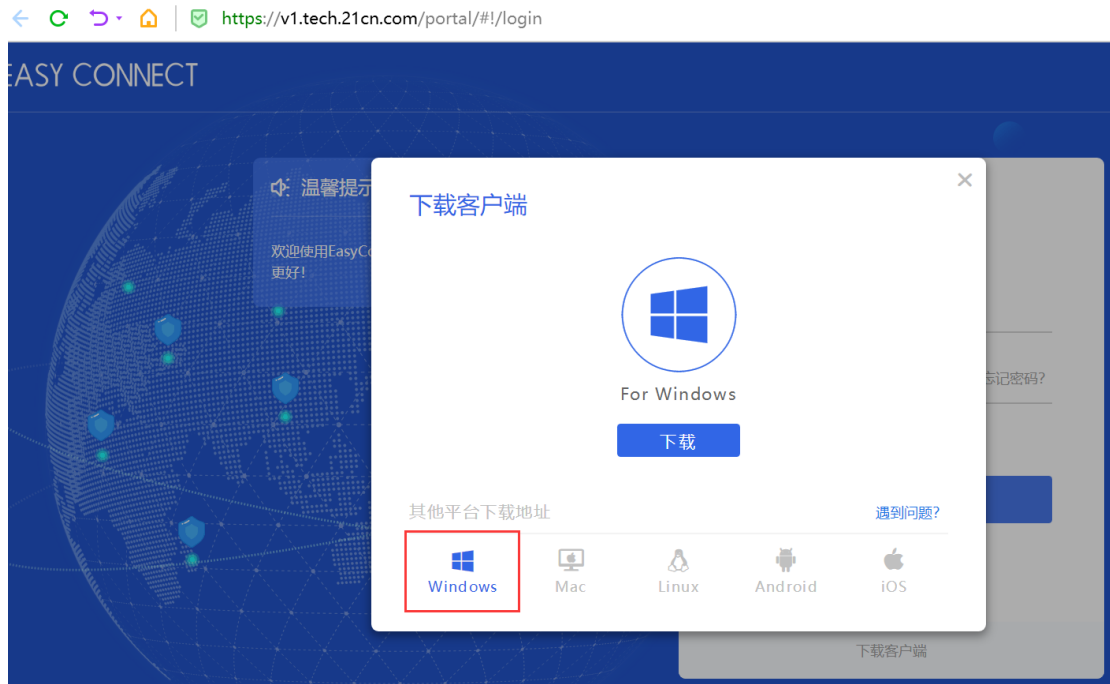 https://v1.tech.21cn.com/portal/#!/login
EASY CONNECT
温馨提示
欢迎使用EasyCo
更好!
下载客户端
For Windows
下载
其他平台下载地址
遇到问题?
Windows
Mac
Linux
Android
iOS
忘记密码?
下载客户端